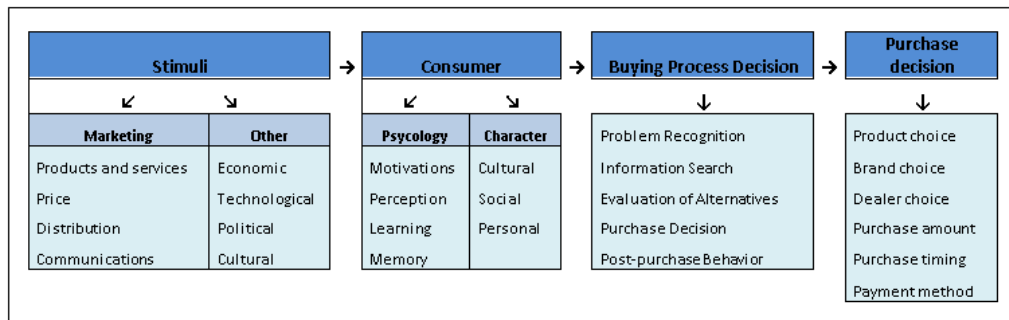 Stimuli
Marketing
Products and services
Price
Distribution
Communications
Other
Economic
Technological
Political
Cultural
Consumer
Psycology
Motivations
Perception
Learning
Memory
Character
Cultural
Social
Personal
Buying Process Decision
Problem Recognition
Information Search
Evaluation of Alternatives
Purchase Decision
Post-purchase Behavior
Purchase
decision
Product choice
Brand choice
Dealer choice
Purchase amount
Purchase timing
Payment method